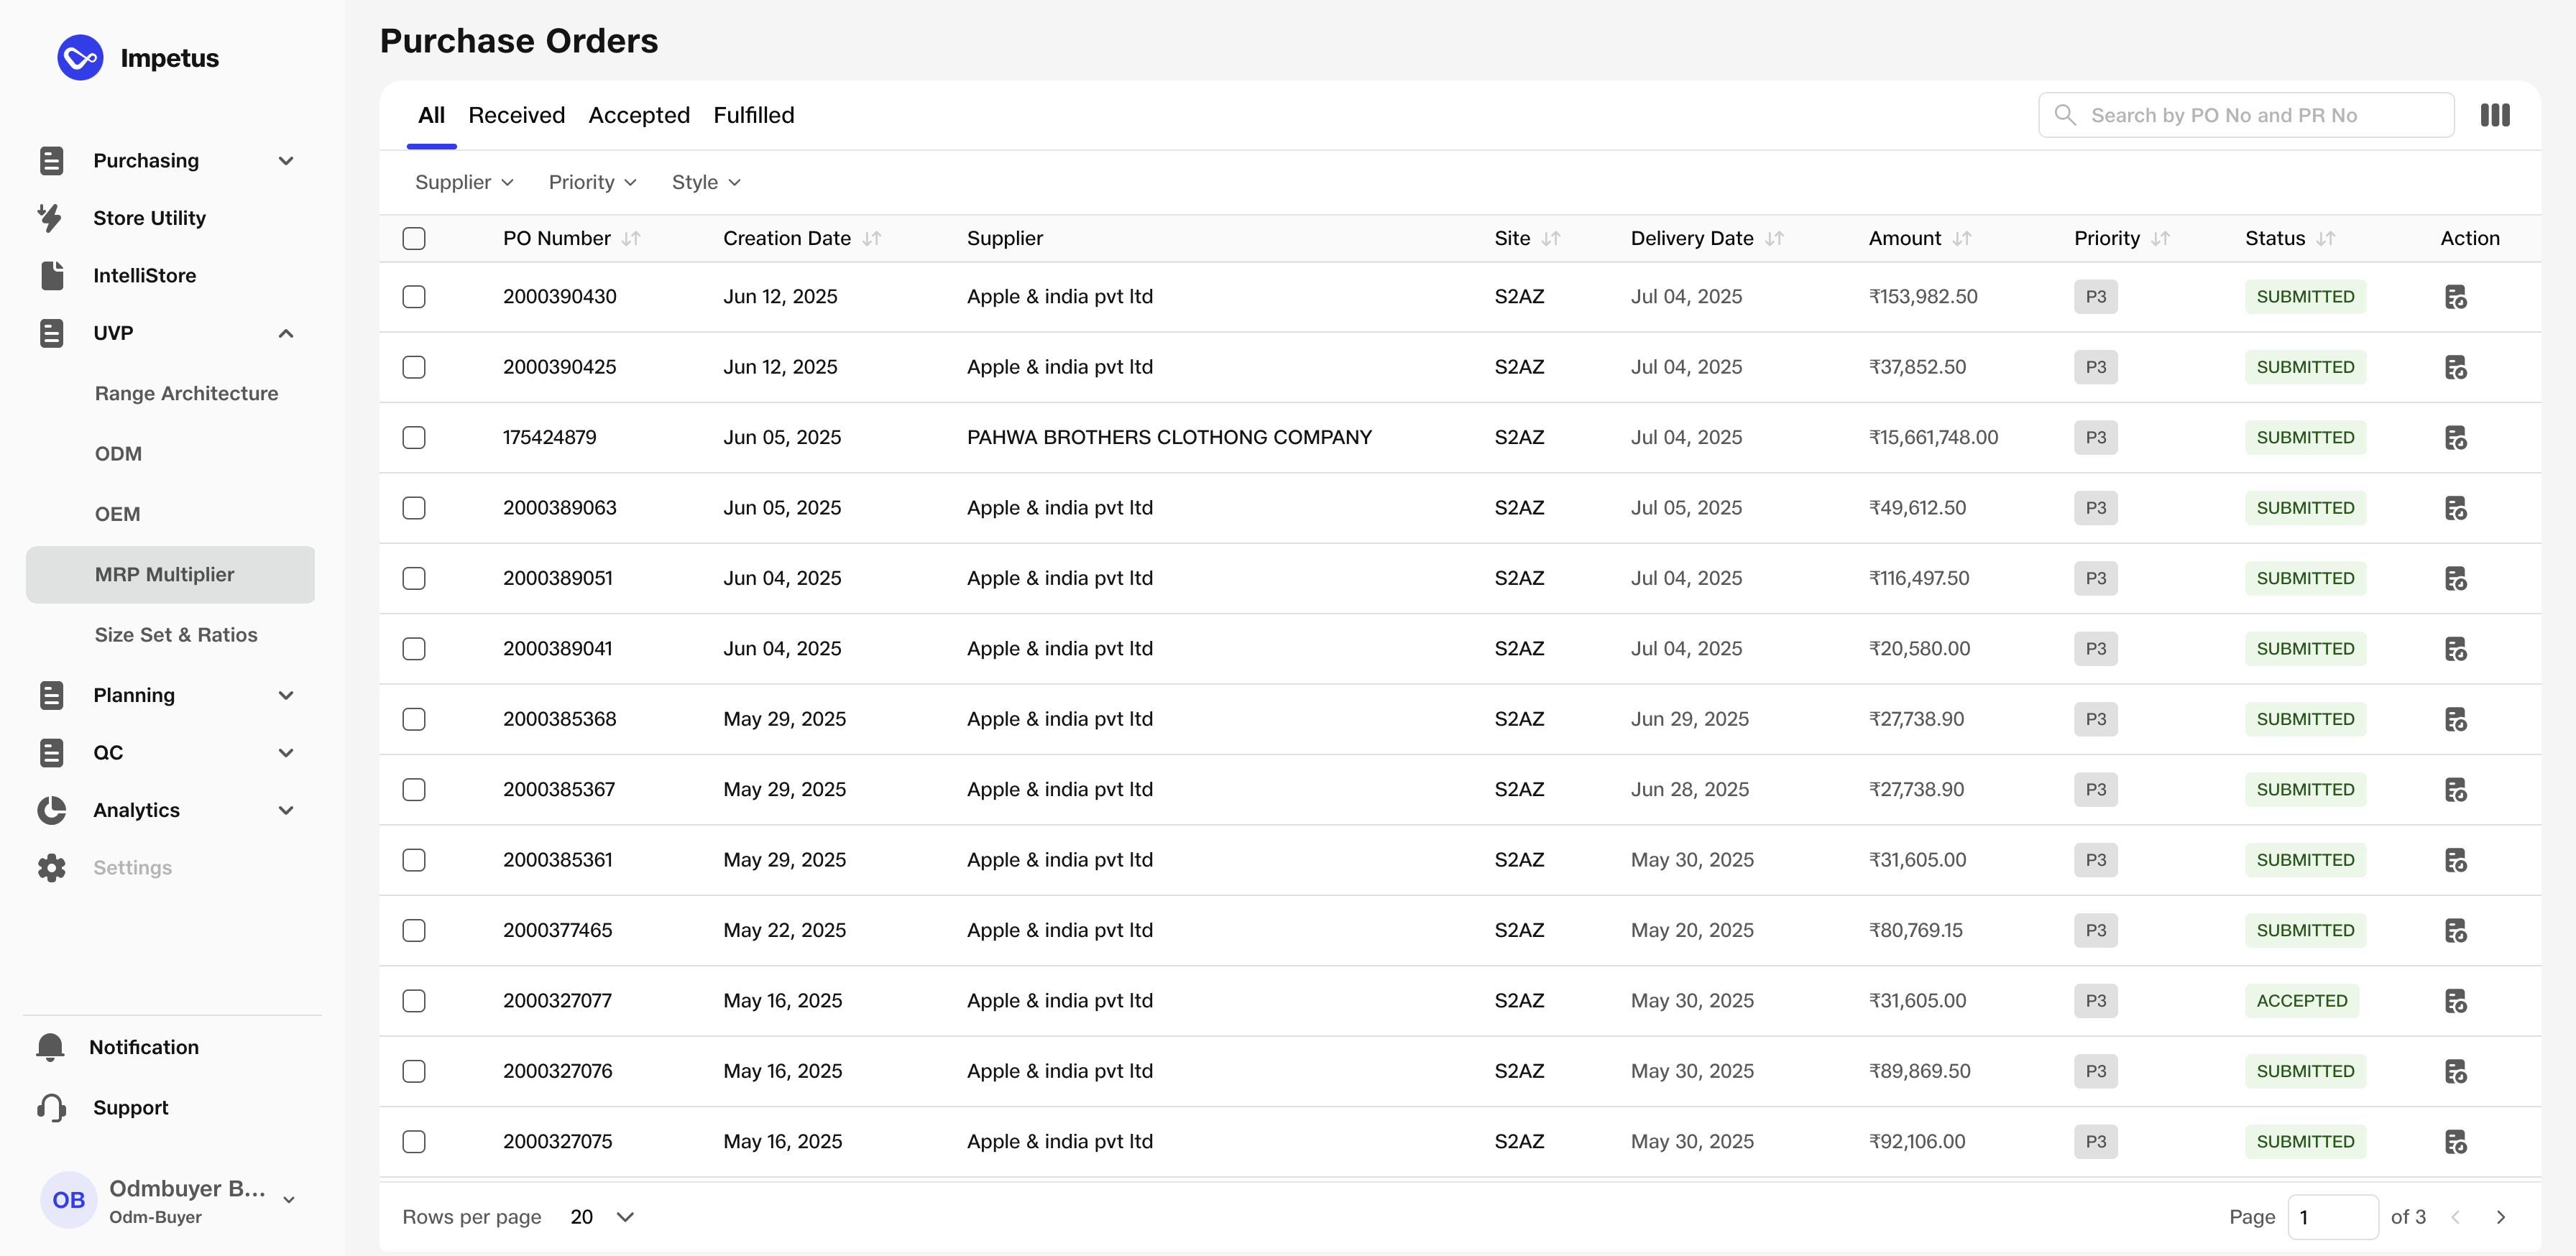 Impetus
Purchasing
Store Utility
IntelliStore
UVP
Range Architecture
ODM
OEM
MRP Multiplier
Size Set & Ratios
Planning
QC
Analytics
Settings
Notification
Support
OB
Odmbuyer B...
Odm-Buyer
Purchase Orders
All Received Accepted Fulfilled
Search by PO No and PR No
Supplier Priority Style
PO Number Creation Date Supplier Site Delivery Date Amount Priority Status Action
2000390430 Jun 12, 2025 Apple & india pvt ltd S2AZ Jul 04, 2025 ₹153,982.50 P3 SUBMITTED
2000390425 Jun 12, 2025 Apple & india pvt ltd S2AZ Jul 04, 2025 ₹37,852.50 P3 SUBMITTED
175424879 Jun 05, 2025 PAHWA BROTHERS CLOTHONG COMPANY S2AZ Jul 04, 2025 ₹15,661,748.00 P3 SUBMITTED
2000389063 Jun 05, 2025 Apple & india pvt ltd S2AZ Jul 05, 2025 ₹49,612.50 P3 SUBMITTED
2000389051 Jun 04, 2025 Apple & india pvt ltd S2AZ Jul 04, 2025 ₹116,497.50 P3 SUBMITTED
2000389041 Jun 04, 2025 Apple & india pvt ltd S2AZ Jul 04, 2025 ₹20,580.00 P3 SUBMITTED
2000385368 May 29, 2025 Apple & india pvt ltd S2AZ Jun 29, 2025 ₹27,738.90 P3 SUBMITTED
2000385367 May 29, 2025 Apple & india pvt ltd S2AZ Jun 28, 2025 ₹27,738.90 P3 SUBMITTED
2000385361 May 29, 2025 Apple & india pvt ltd S2AZ May 30, 2025 ₹31,605.00 P3 SUBMITTED
2000377465 May 22, 2025 Apple & india pvt ltd S2AZ May 20, 2025 ₹80,769.15 P3 SUBMITTED
2000327077 May 16, 2025 Apple & india pvt ltd S2AZ May 30, 2025 ₹31,605.00 P3 ACCEPTED
2000327076 May 16, 2025 Apple & india pvt ltd S2AZ May 30, 2025 ₹89,869.50 P3 SUBMITTED
2000327075 May 16, 2025 Apple & india pvt ltd S2AZ May 30, 2025 ₹92,106.00 P3 SUBMITTED
Rows per page 20
Page 1 of 3